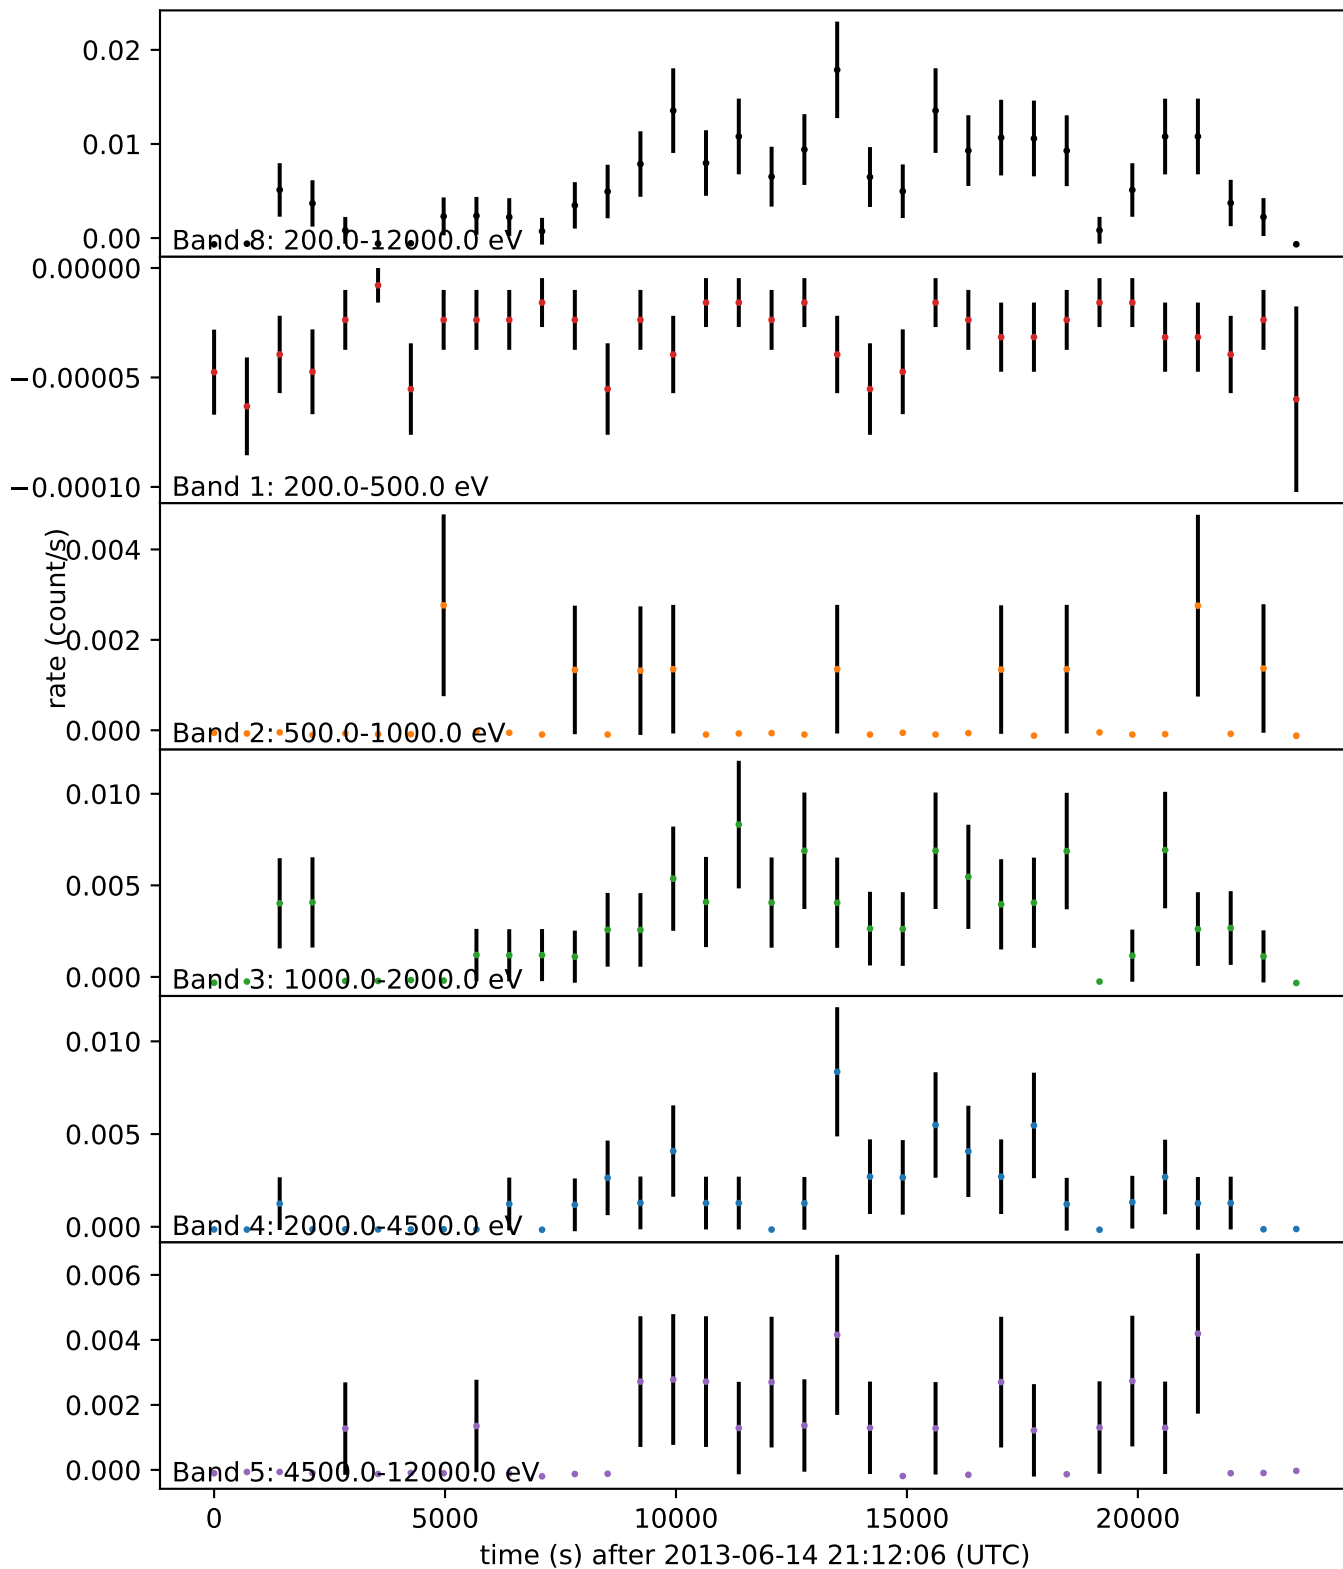 0.02
0.01
0.00
Band 8: 200.0-12000.0 eV
0.00000
−0.00005
−0.00010
Band 1: 200.0-500.0 eV
rate (count/s)
0.004
0.002
0.000
Band 2: 500.0-1000.0 eV
0.010
0.005
0.000
Band 3: 1000.0-2000.0 eV
0.010
0.005
0.000
Band 4: 2000.0-4500.0 eV
0.006
0.004
0.002
0.000
Band 5: 4500.0-12000.0 eV
0 5000 10000 15000 20000
time (s) after 2013-06-14 21:12:06 (UTC)